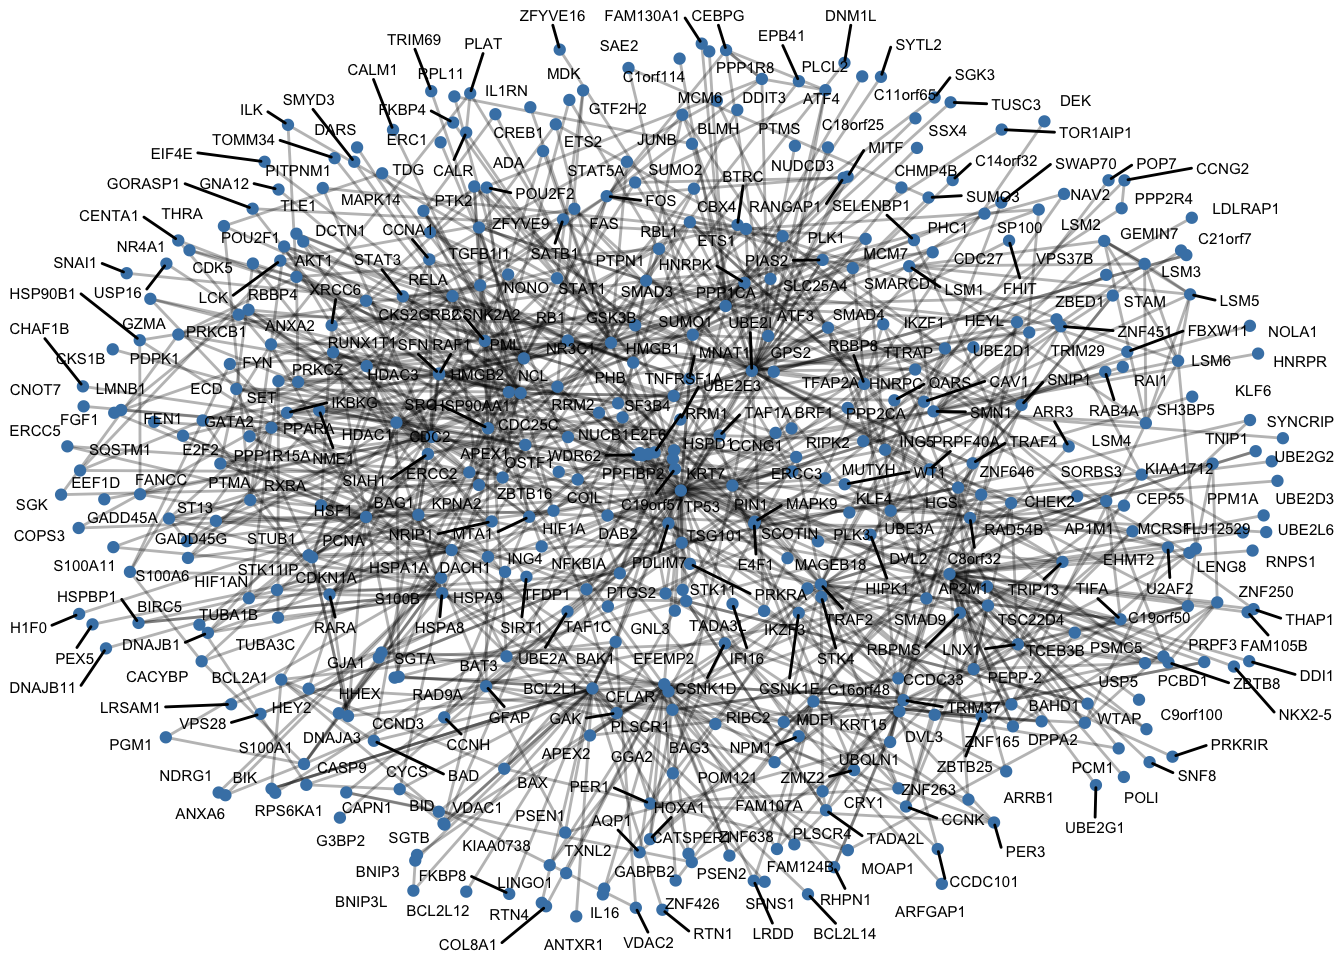 ZFYVE16 FAM130A1 CEBPG DNM1L
EPB41
TRIM69 PLAT SAE2 SYTL2
CALM1 RPL11 MDK C1orf114 PPP1R8 PLCL2
SGK3
ILK SMYD3 FKBP4 IL1RN GTF2H2 MCM6 DDIT3 ATF4 C11orf65 TUSC3 DEK
TOMM34 DARS ERC1 CREB1 ETS2 JUNB BLMH PTMS C18orf25 SSX4 TOR1AIP1
EIF4E PITPNM1 TDG CALR ADA STAT5A SUMO2 BTRC NUDCD3 MITF CHMP4B C14orf32 SWAP70 POP7 CCNG2
GORASP1 GNA12 MAPK14 PTK2 POU2F2 FOS CBX4 RANGAP1 SELENBP1 SUMO3 NAV2 PPP2R4
CENTA1 THRA TLE1 CCNA1 ZFYVE9 FAS RBL1 ETS1 PLK1 PHC1 SP100 LSM2 LDLRAP1
NR4A1 POU2F1 DCTN1 TGFB1I1 SATB1 PTPN1 HNRPK PIAS2 MCM7 CDC27 VPS37B GEMIN7 C21orf7
SNAI1 CDK5 AKT1 STAT3 RELA NONO STAT1 SMAD3 PPP1CA SLC25A4 SMARCD1 LSM1 FHIT LSM3
HSP90B1 USP16 LCK RBBP4 XRCC6 CKS2 GRB2 CSNK2A2 RB1 GSK3B SUMO1 UBE2I ATF3 SMAD4 IKZF1 HEYL ZBED1 STAM LSM5
CHAF1B GZMA PRKCB1 ANXA2 RUNX1T1 SFN RAF1 PML NR3C1 HMGB1 MNAT1 GPS2 RBBP8 TTRAP UBE2D1 TRIM29 ZNF451 FBXW11 NOLA1
CKS1B PDPK1 FYN PRKCZ HDAC3 HMGB2 NCL PHB TNFRSF1A UBE2E3 TFAP2A HNRPC QARS CAV1 SNIP1 RAI1 LSM6 HNRPR
CNOT7 LMNB1 ECD SET IKBKG SRC HSP90AA1 RRM2 SF3B4 RRM1 TAF1A BRF1 PPP2CA SMN1 ARR3 RAB4A SH3BP5 KLF6
FGF1 FEN1 GATA2 PPARA HDAC1 CDC2 CDC25C NUCB1 E2F6 HSPD1 CCNG1 RIPK2 ING5 PRPF40A TRAF4 LSM4 TNIP1 SYNCRIP
ERCC5 SQSTM1 E2F2 PPP1R15A NME1 SIAH1 ERCC2 APEX1 OSTF1 WDR62 PPFIBP2 KRT7 ERCC3 MUTYH WT1 ZNF646 SORBS3 KIAA1712 UBE2G2
SGK EEF1D FANCC PTMA RXRA BAG1 KPNA2 ZBTB16 COIL C19orf57 TP53 PIN1 MAPK9 KLF4 HGS CHEK2 CEP55 PPM1A UBE2D3
COPS3 GADD45A ST13 STUB1 HSF1 NRIP1 MTA1 HIF1A DAB2 TSG101 SCOTIN PLK3 UBE3A RAD54B AP1M1 MCRS1 FLJ12529 UBE2L6
S100A11 GADD45G STK11IP PCNA HSPA1A DACH1 ING4 NFKBIA PDLIM7 E4F1 MAGEB18 DVL2 C8orf32 EHMT2 LENG8 RNPS1
S100A6 HIF1AN CDKN1A S100B HSPA9 TFDP1 PTGS2 STK11 PRKRA HIPK1 AP2M1 TRIP13 TIFA U2AF2 ZNF250
HSPBP1 BIRC5 TUBA1B RARA HSPA8 SIRT1 TAF1C GNL3 TADA3L IKZF3 TRAF2 SMAD9 TSC22D4 C19orf50 THAP1
H1F0 DNAJB1 TUBA3C SGTA UBE2A BAK1 EFEMP2 IFI16 STK4 RBPMS LNX1 TCEB3B PSMC5 PRPF3 FAM105B
PEX5 GJA1 BAT3 BCL2L1 CFLAR CSNK1D CSNK1E C16orf48 CCDC33 PEPP-2 USP5 PCBD1 ZBTB8 DDI1
DNAJB11 CACYBP BCL2A1 HHEX RAD9A GFAP GAK PLSCR1 RIBC2 MDFI KRT15 TRIM37 BAHD1 WTAP C9orf100 NKX2-5
LRSAM1 VPS28 HEY2 CCND3 CCNH APEX2 GGA2 BAG3 NPM1 UBQLN1 DVL3 ZNF165 DPPA2 PRKRIR
PGM1 S100A1 DNAJA3 BAD BAX POM121 ZMIZ2 ZBTB25 PCM1 SNF8
NDRG1 BIK CASP9 CYCS PER1 HOXA1 FAM107A CRY1 ZNF263 ARRB1 POLI
ANXA6 RPS6KA1 CAPN1 BID VDAC1 PSEN1 AQP1 CATSPER1 ZNF638 PLSCR4 TADA2L CCNK UBE2G1
G3BP2 SGTB KIAA0738 TXNL2 GABPB2 PSEN2 FAM124B MOAP1 PER3
BNIP3 FKBP8 LINGO1 SPNS1 RHPN1 CCDC101
BNIP3L BCL2L12 RTN4 IL16 ZNF426 ARFGAP1
COL8A1 ANTXR1 VDAC2 RTN1 LRDD BCL2L14